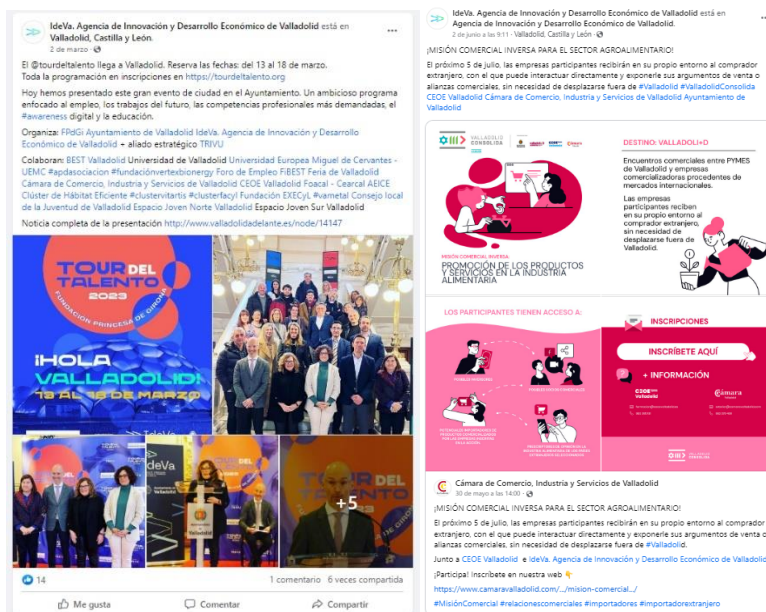 IdeVa. Agencia de Innovación y Desarrollo Económico de Valladolid está en
Valladolid, Castilla y León.
2 de marzo ·
El @tourdeltalento llega a Valladolid. Reserva las fechas: del 13 al 18 de marzo.
Toda la programación en inscripciones en https://tourdeltalento.org
Hoy hemos presentado este gran evento de ciudad en el Ayuntamiento. Un ambicioso programa
enfocado al empleo, los trabajos del futuro, las competencias profesionales más demandadas, el
#awareness digital y la educación.
Organiza: FPdGi Ayuntamiento de Valladolid IdeVa. Agencia de Innovación y Desarrollo
Económico de Valladolid + aliado estratégico TRIVU
Colaboran: BEST Valladolid Universidad de Valladolid Universidad Europea Miguel de Cervantes -
UEMC #apdasociacion #fundaciónvertexbionergy Foro de Empleo FiBEST Feria de Valladolid
Cámara de Comercio, Industria y Servicios de Valladolid CEOE Valladolid Foacal - Cearcal AEICE
Clúster de Hábitat Eficiente #clustervitartis #clusterfacyl Fundación EXECyL #vametal Consejo local
de la Juventud de Valladolid Espacio Joven Norte Valladolid Espacio Joven Sur Valladolid
Noticia completa de la presentación http://www.valladolidadelante.es/node/14147
TOUR DEL
TALENTO
2023
FUNDACIÓN PRINCESA DE GIRONA
¡HOLA
VALLADOLID!
13 AL 18 DE MARZO
IdeVa
+5
14
1 comentario 6 veces compartida
Me gusta
Comentar
Compartir
IdeVa. Agencia de Innovación y Desarrollo Económico de Valladolid está en
Agencia de Innovación y Desarrollo Económico de Valladolid.
2 de junio a las 9:11 · Valladolid, Castilla y León ·
¡MISIÓN COMERCIAL INVERSA PARA EL SECTOR AGROALIMENTARIO!
El próximo 5 de julio, las empresas participantes recibirán en su propio entorno al comprador
extranjero, con el que puede interactuar directamente y exponerle sus argumentos de venta o
alianzas comerciales, sin necesidad de desplazarse fuera de #Valladolid #ValladolidConsolida
CEOE Valladolid Cámara de Comercio, Industria y Servicios de Valladolid Ayuntamiento de
Valladolid
VALLADOLID
CONSOLIDA
MISIÓN COMERCIAL INVERSA
PROMOCIÓN DE LOS PRODUCTOS
Y SERVICIOS EN LA INDUSTRIA
ALIMENTARIA
DESTINO: VALLADOLI+D
Encuentros comerciales entre PYMES
de Valladolid y empresas
comercializadoras procedentes de
mercados internacionales.
Las empresas
participantes reciben
en su propio entorno al
comprador extranjero,
sin necesidad de
desplazarse fuera de
Valladolid.
LOS PARTICIPANTES TIENEN ACCESO A:
INSCRIPCIONES
INSCRÍBETE AQUÍ
+ INFORMACIÓN
CEOE
Valladolid
Cámara
Cámara de Comercio, Industria y Servicios de Valladolid
30 de mayo a las 14:00 ·
¡MISIÓN COMERCIAL INVERSA PARA EL SECTOR AGROALIMENTARIO!
El próximo 5 de julio, las empresas participantes recibirán en su propio entorno al comprador
extranjero, con el que puede interactuar directamente y exponerle sus argumentos de venta o
alianzas comerciales, sin necesidad de desplazarse fuera de #Valladolid.
Junto a CEOE Valladolid e IdeVa. Agencia de Innovación y Desarrollo Económico de Valladolid
¡Participa! Inscríbete en nuestra web
https://www.camaravalladolid.com/.../mision-comercial.../
#MisiónComercial #relacionescomerciales #importadores #importadorextranjero